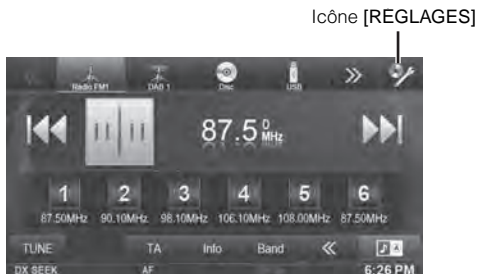 Icône [REGLAGES]
Radio FM1 DAB 1 Disc USB
87.50 MHz
1 2 3 4 5 6
87.50MHz 90.10MHz 98.10MHz 106.10MHz 108.00MHz 87.50MHz
TUNE TA Info Band
DX SEEK AF 6:26 PM